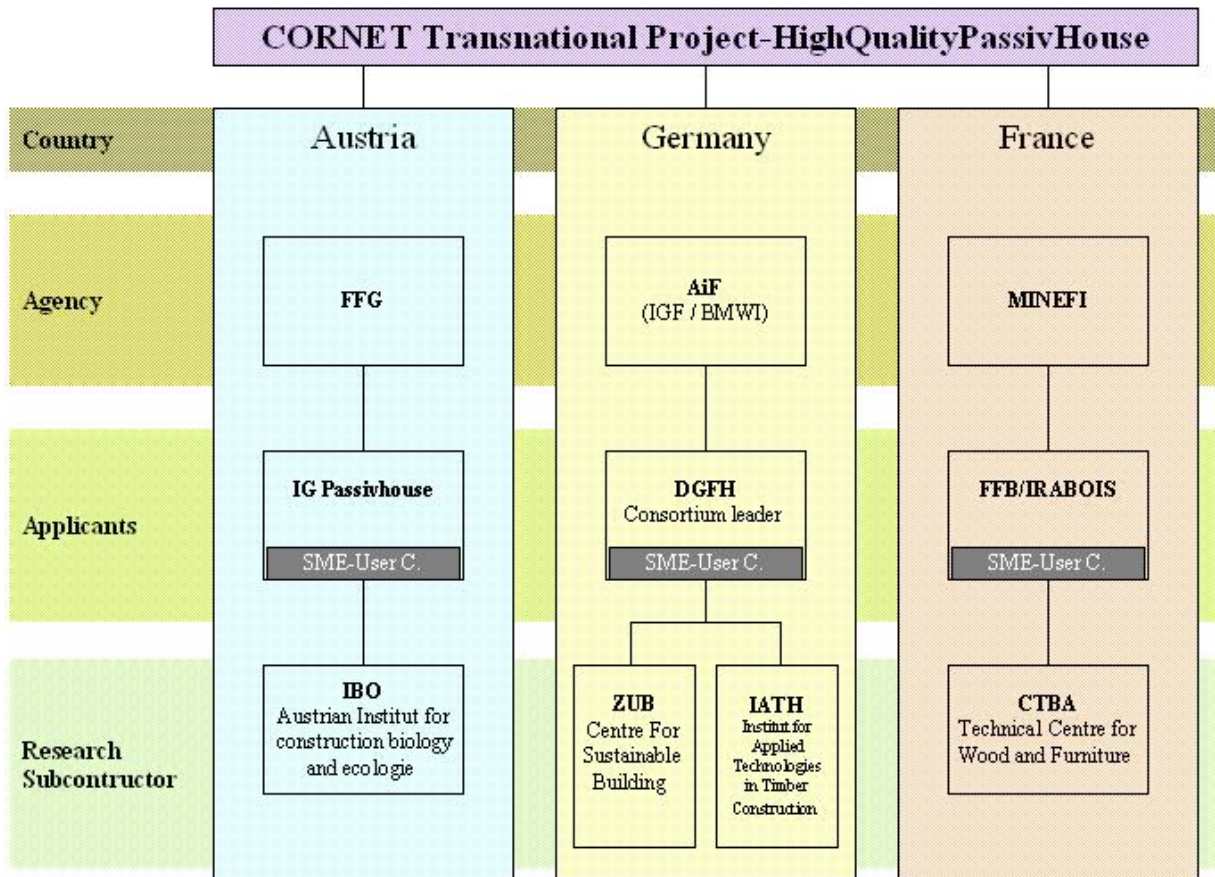 CORNET Transnational Project-HighQualityPassivHouse
Country
Austria
Germany
France
Agency
FFG
AiF
(IGF / BMWI)
MINEFI
Applicants
IG Passivhouse
SME-User C.
DGFH
Consortium leader
SME-User C.
FFB/IRABOIS
SME-User C.
Research
Subcontructor
IBO
Austrian Institut for
construction biology
and ecologie
ZUB
Centre For
Sustainable
Building
IATH
Institut for
Applied
Technologies
in Timber
Construction
CTBA
Technical Centre for
Wood and Furniture